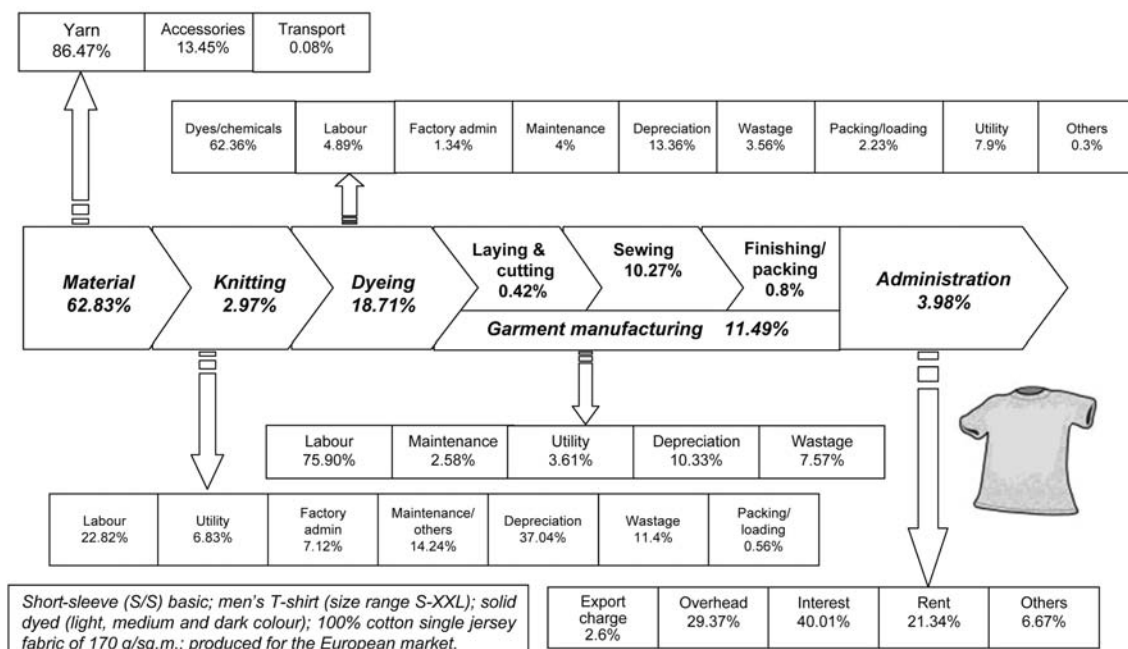 Yarn
86.47%
Accessories
13.45%
Transport
0.08%
Dyes/chemicals
62.36%
Labour
4.89%
Factory admin
1.34%
Maintenance
4%
Depreciation
13.36%
Wastage
3.56%
Packing/loading
2.23%
Utility
7.9%
Others
0.3%
Material
62.83%
Knitting
2.97%
Dyeing
18.71%
Laying &
cutting
0.42%
Sewing
10.27%
Finishing/
packing
0.8%
Garment manufacturing 11.49%
Administration
3.98%
Labour
75.90%
Maintenance
2.58%
Utility
3.61%
Depreciation
10.33%
Wastage
7.57%
Labour
22.82%
Utility
6.83%
Factory
admin
7.12%
Maintenance/
others
14.24%
Depreciation
37.04%
Wastage
11.4%
Packing/
loading
0.56%
Short-sleeve (S/S) basic; men's T-shirt (size range S-XXL); solid
dyed (light, medium and dark colour); 100% cotton single jersey
fabric of 170 g/sq.m.; produced for the European market.
Export
charge
2.6%
Overhead
29.37%
Interest
40.01%
Rent
21.34%
Others
6.67%